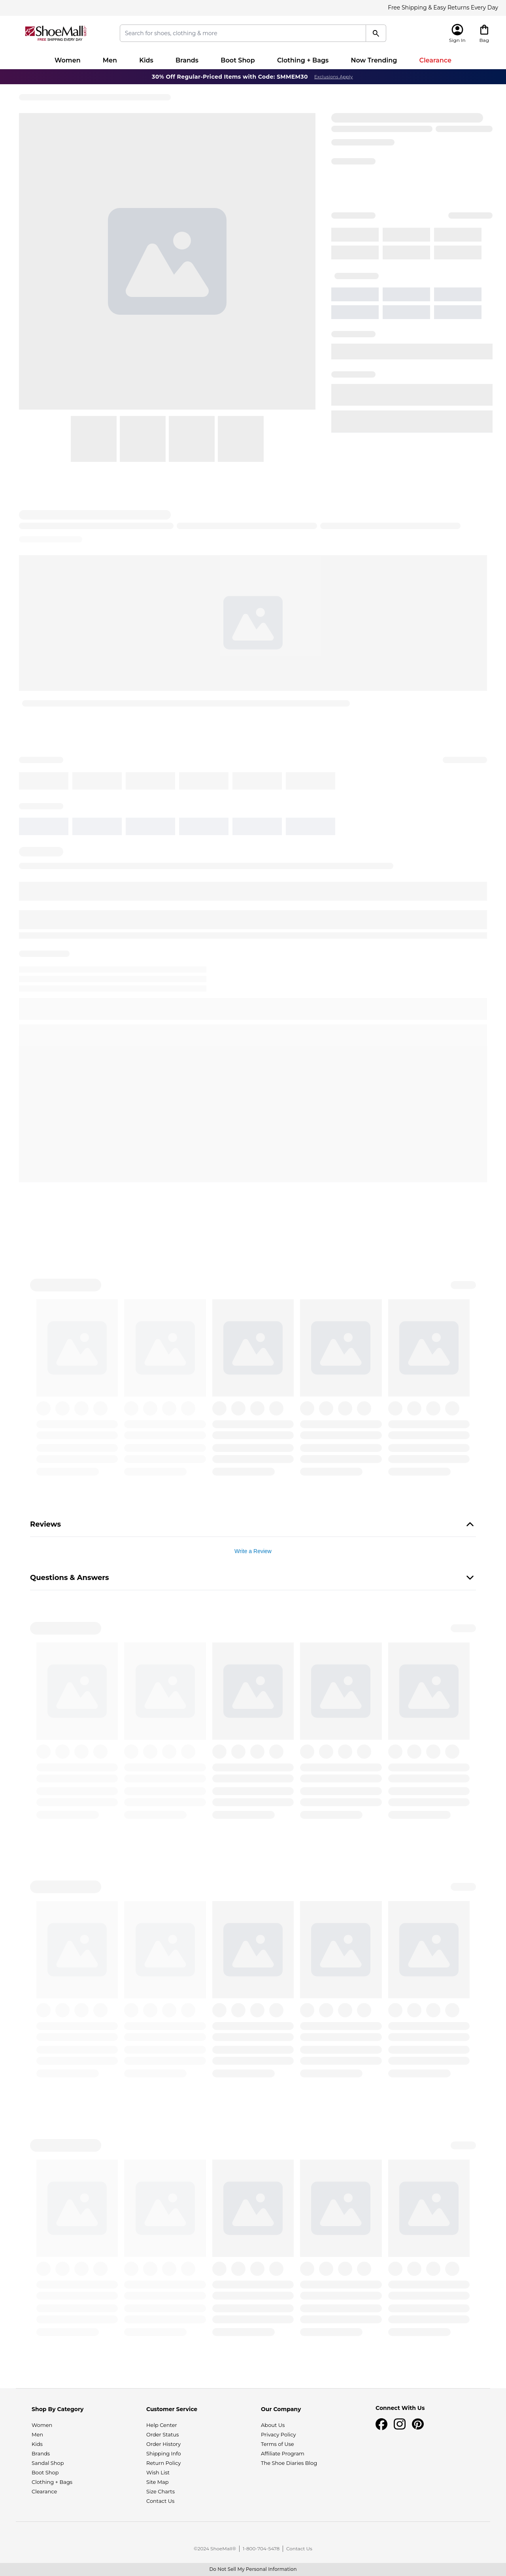 Free Shipping & Easy Returns Every Day
ShoeMall
FREE SHIPPING EVERY DAY
Search for shoes, clothing & more
Sign In
Bag
Women Men Kids Brands Boot Shop Clothing + Bags Now Trending Clearance
30% Off Regular-Priced Items with Code: SMMEM30 Exclusions Apply
Reviews
Write a Review
Questions & Answers
Shop By Category
Women
Men
Kids
Brands
Sandal Shop
Boot Shop
Clothing + Bags
Clearance
Customer Service
Help Center
Order Status
Order History
Shipping Info
Return Policy
Wish List
Site Map
Size Charts
Contact Us
Our Company
About Us
Privacy Policy
Terms of Use
Affiliate Program
The Shoe Diaries Blog
Connect With Us
©2024 ShoeMall® | 1-800-704-5478 | Contact Us
Do Not Sell My Personal Information